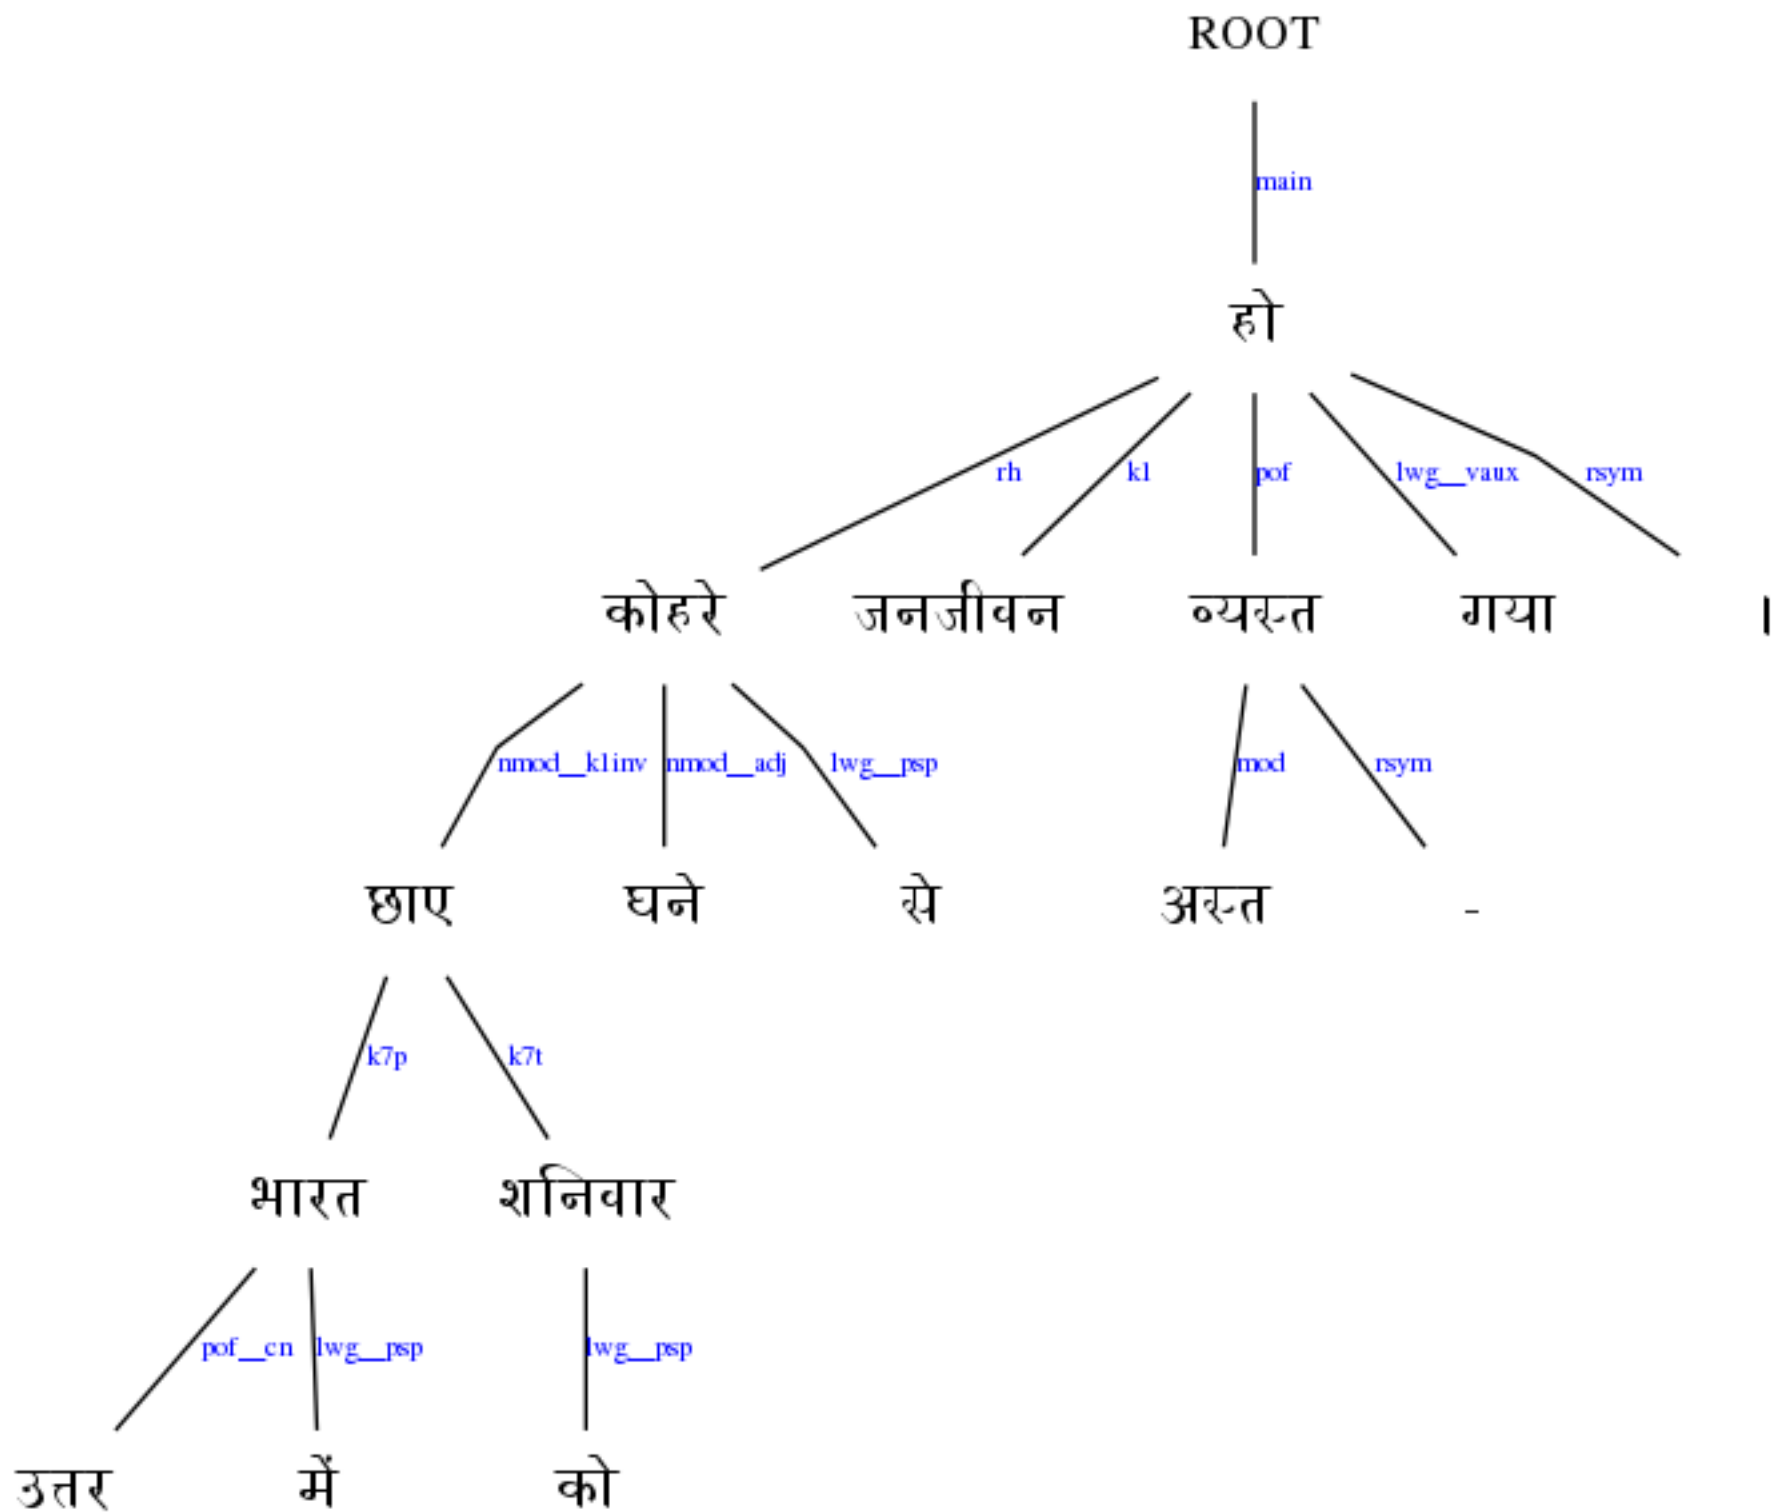 ROOT
main
हो
rh k1 pof lwg__vaux rsym
कोहरे जनजीवन व्यस्त गया ।
nmod__k1inv nmod__adj lwg__psp mod rsym
छाए घने से अस्त -
k7p k7t
भारत शनिवार
pof__cn lwg__psp lwg__psp
उत्तर में को